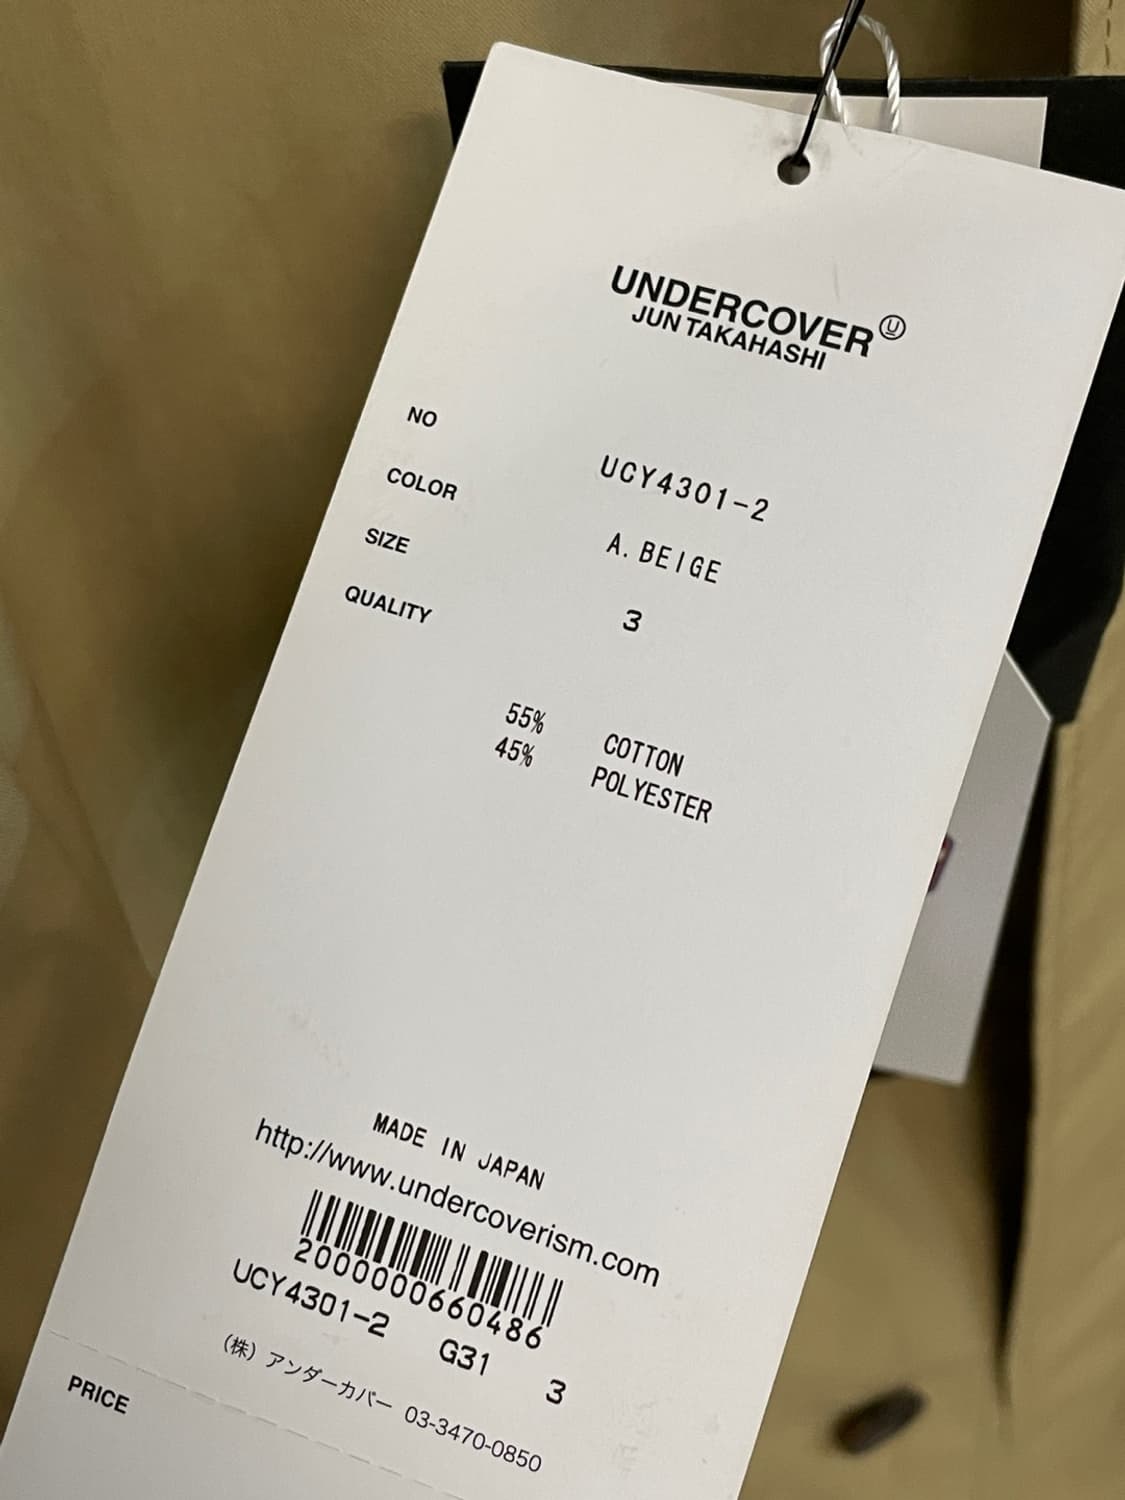 UNDERCOVER Ⓤ
JUN TAKAHASHI
NO UCY4301-2
COLOR A.BEIGE
SIZE 3
QUALITY
55% COTTON
45% POLYESTER
MADE IN JAPAN
http://www.undercoverism.com
2000000660486
UCY4301-2 G31 3
(株) アンダーカバー 03-3470-0850
PRICE